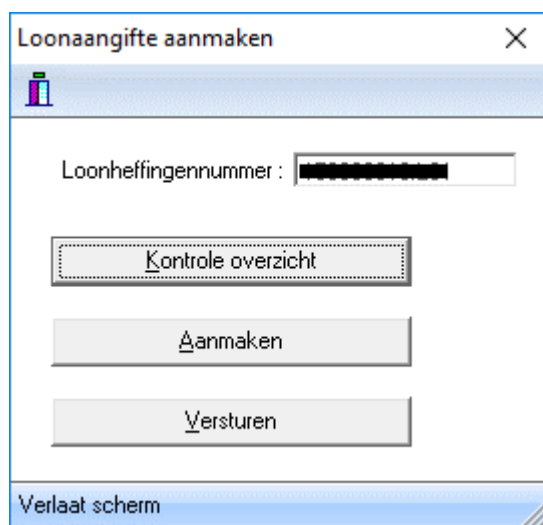 Loonaangifte aanmaken
Loonheffingennummer :
Kontrole overzicht
Aanmaken
Versturen
Verlaat scherm